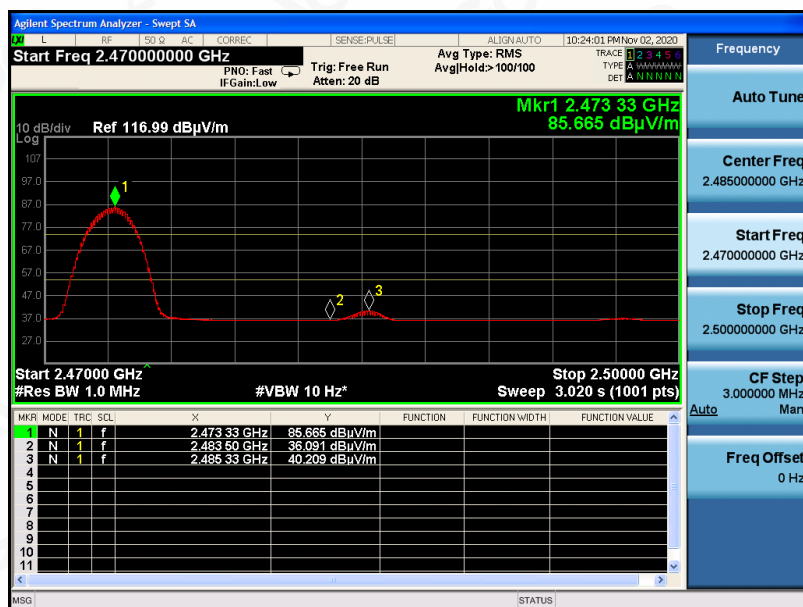 Agilent Spectrum Analyzer - Swept SA
LXI L RF 50 Ω AC CORREC SENSE:PULSE ALIGN AUTO 10:24:01 PM Nov 02, 2020
Start Freq 2.470000000 GHz
PNO: Fast
IFGain:Low
Trig: Free Run
Atten: 20 dB
Avg Type: RMS
Avg|Hold:>100/100
TRACE 1 2 3 4 5 6
TYPE A WWWWW
DET A N N N N N
Mkr1 2.473 33 GHz
85.665 dBµV/m
10 dB/div Ref 116.99 dBµV/m
Log
107
97.0
87.0
77.0
67.0
57.0
47.0
37.0
27.0
1
2
3
Start 2.47000 GHz Stop 2.50000 GHz
#Res BW 1.0 MHz #VBW 10 Hz* Sweep 3.020 s (1001 pts)
MKR MODE TRC SCL X Y FUNCTION FUNCTION WIDTH FUNCTION VALUE
1 N 1 f 2.473 33 GHz 85.665 dBµV/m
2 N 1 f 2.483 50 GHz 36.091 dBµV/m
3 N 1 f 2.485 33 GHz 40.209 dBµV/m
4
5
6
7
8
9
10
11
MSG STATUS
Frequency
Auto Tune
Center Freq
2.485000000 GHz
Start Freq
2.470000000 GHz
Stop Freq
2.500000000 GHz
CF Step
3.000000 MHz
Auto Man
Freq Offset
0 Hz